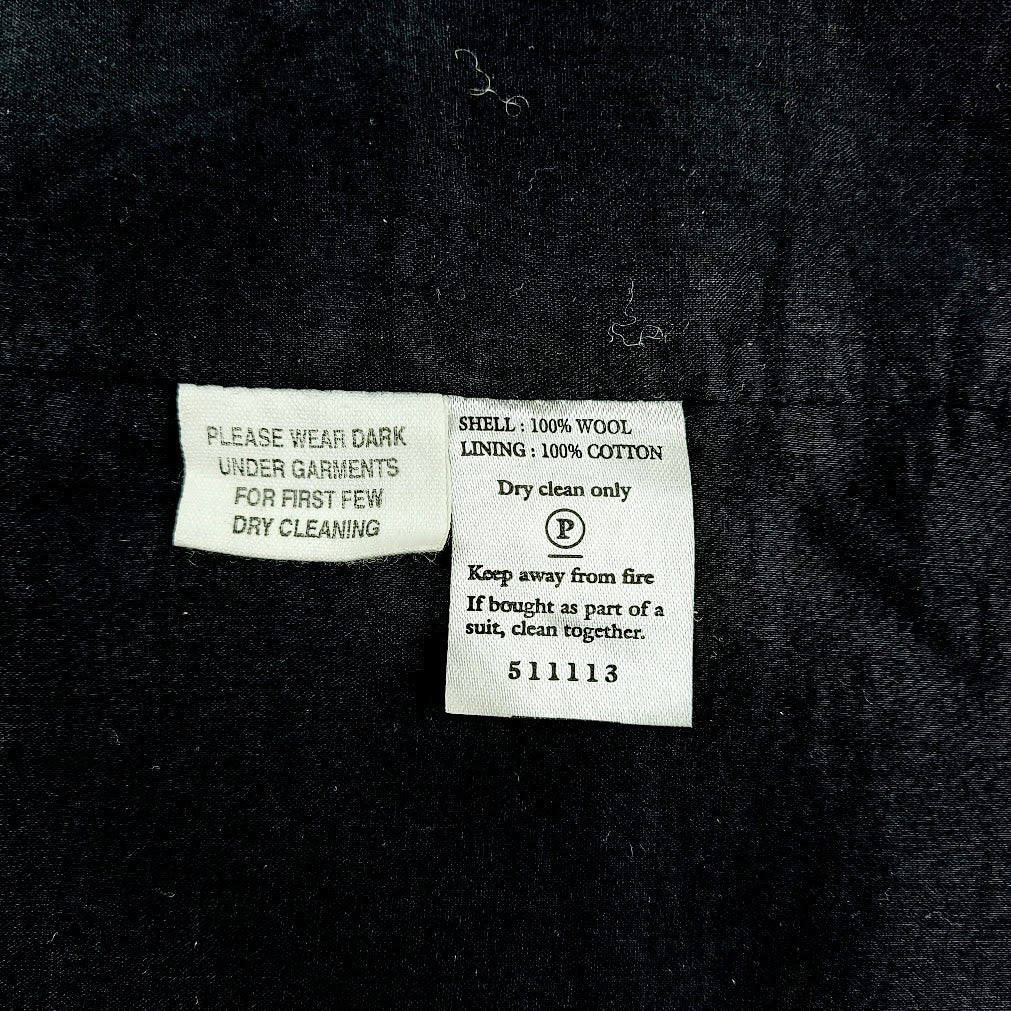 PLEASE WEAR DARK
UNDER GARMENTS
FOR FIRST FEW
DRY CLEANING
SHELL : 100% WOOL
LINING : 100% COTTON
Dry clean only
P
Keep away from fire
If bought as part of a
suit, clean together.
511113